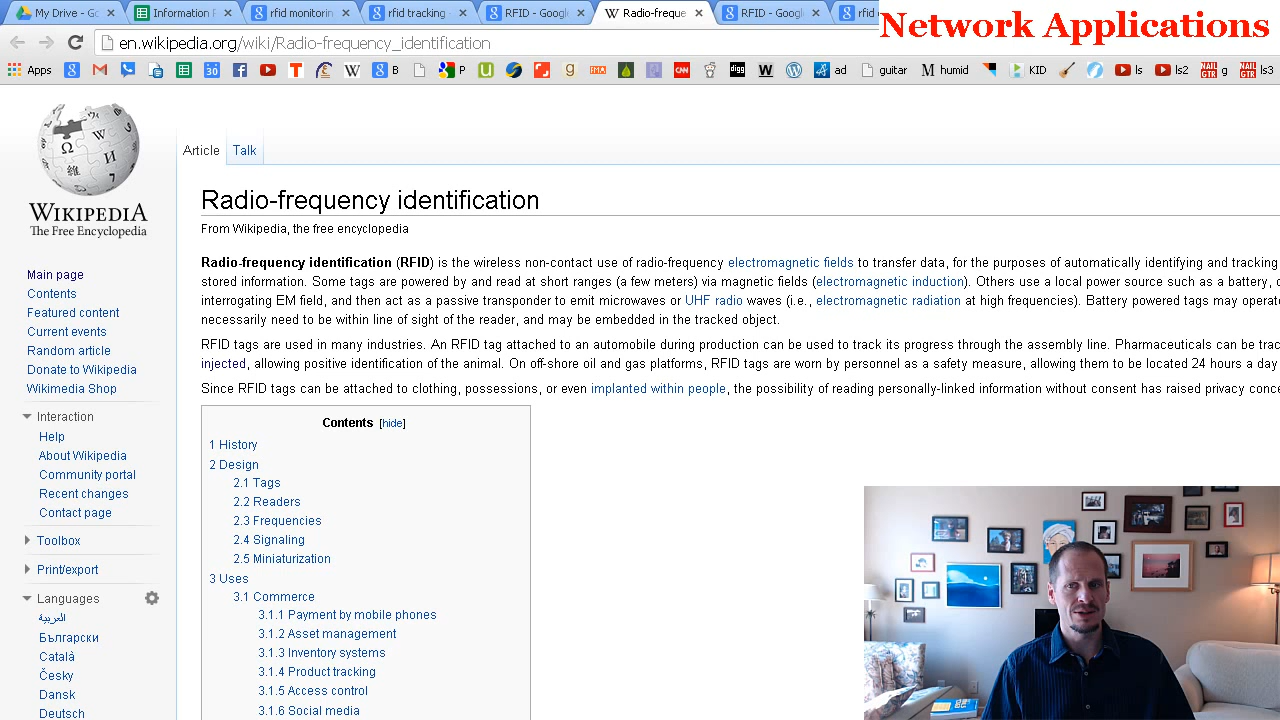 My Drive - Go
Information F
rfid monitorin
rfid tracking
RFID - Googl
Radio-freque
RFID - Googl
rfid
Network Applications
en.wikipedia.org/wiki/Radio-frequency_identification
Apps
31
B
P
U
g
IMA
CNN
digg
W
ad
guitar
M humid
KID
ls
ls2
NAIL GTR g
NAIL GTR ls3
WIKIPEDIA
The Free Encyclopedia
Main page
Contents
Featured content
Current events
Random article
Donate to Wikipedia
Wikimedia Shop
Interaction
Help
About Wikipedia
Community portal
Recent changes
Contact page
Toolbox
Print/export
Languages
العربية
Български
Català
Česky
Dansk
Deutsch
Article Talk
Radio-frequency identification
From Wikipedia, the free encyclopedia
Radio-frequency identification (RFID) is the wireless non-contact use of radio-frequency electromagnetic fields to transfer data, for the purposes of automatically identifying and tracking
stored information. Some tags are powered by and read at short ranges (a few meters) via magnetic fields (electromagnetic induction). Others use a local power source such as a battery,
interrogating EM field, and then act as a passive transponder to emit microwaves or UHF radio waves (i.e., electromagnetic radiation at high frequencies). Battery powered tags may operat
necessarily need to be within line of sight of the reader, and may be embedded in the tracked object.
RFID tags are used in many industries. An RFID tag attached to an automobile during production can be used to track its progress through the assembly line. Pharmaceuticals can be trac
injected, allowing positive identification of the animal. On off-shore oil and gas platforms, RFID tags are worn by personnel as a safety measure, allowing them to be located 24 hours a day
Since RFID tags can be attached to clothing, possessions, or even implanted within people, the possibility of reading personally-linked information without consent has raised privacy conce
Contents [hide]
1 History
2 Design
2.1 Tags
2.2 Readers
2.3 Frequencies
2.4 Signaling
2.5 Miniaturization
3 Uses
3.1 Commerce
3.1.1 Payment by mobile phones
3.1.2 Asset management
3.1.3 Inventory systems
3.1.4 Product tracking
3.1.5 Access control
3.1.6 Social media